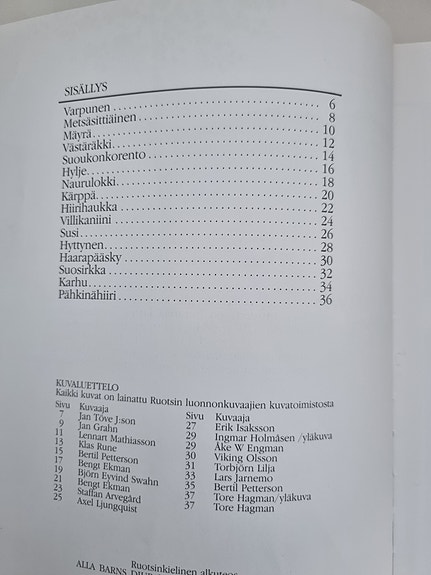 SISÄLLYS
Varpunen 6
Metsäsittiäinen 8
Mäyrä 10
Västäräkki 12
Suoukonkorento 14
Hylje 16
Naurulokki 18
Kärppä 20
Hiirihaukka 22
Villikaniini 24
Susi 26
Hyttynen 28
Haarapääsky 30
Suosirkka 32
Karhu 34
Pähkinähiiri 36
KUVALUETTELO
Kaikki kuvat on lainattu Ruotsin luonnonkuvaajien kuvatoimistosta
Sivu Kuvaaja
7 Jan Töve J:son
9 Jan Grahn
11 Lennart Mathiasson
13 Klas Rune
15 Bertil Petterson
17 Bengt Ekman
19 Björn Eyvind Swahn
21 Bengt Ekman
23 Staffan Arvegård
25 Axel Ljungquist
Sivu Kuvaaja
27 Erik Isaksson
29 Ingmar Holmåsen /yläkuva
29 Åke W Engman
30 Viking Olsson
31 Torbjörn Lilja
33 Lars Jarnemo
35 Bertil Petterson
37 Tore Hagman/yläkuva
37 Tore Hagman
Ruotsinkielinen alkuteos
ALLA BARNS